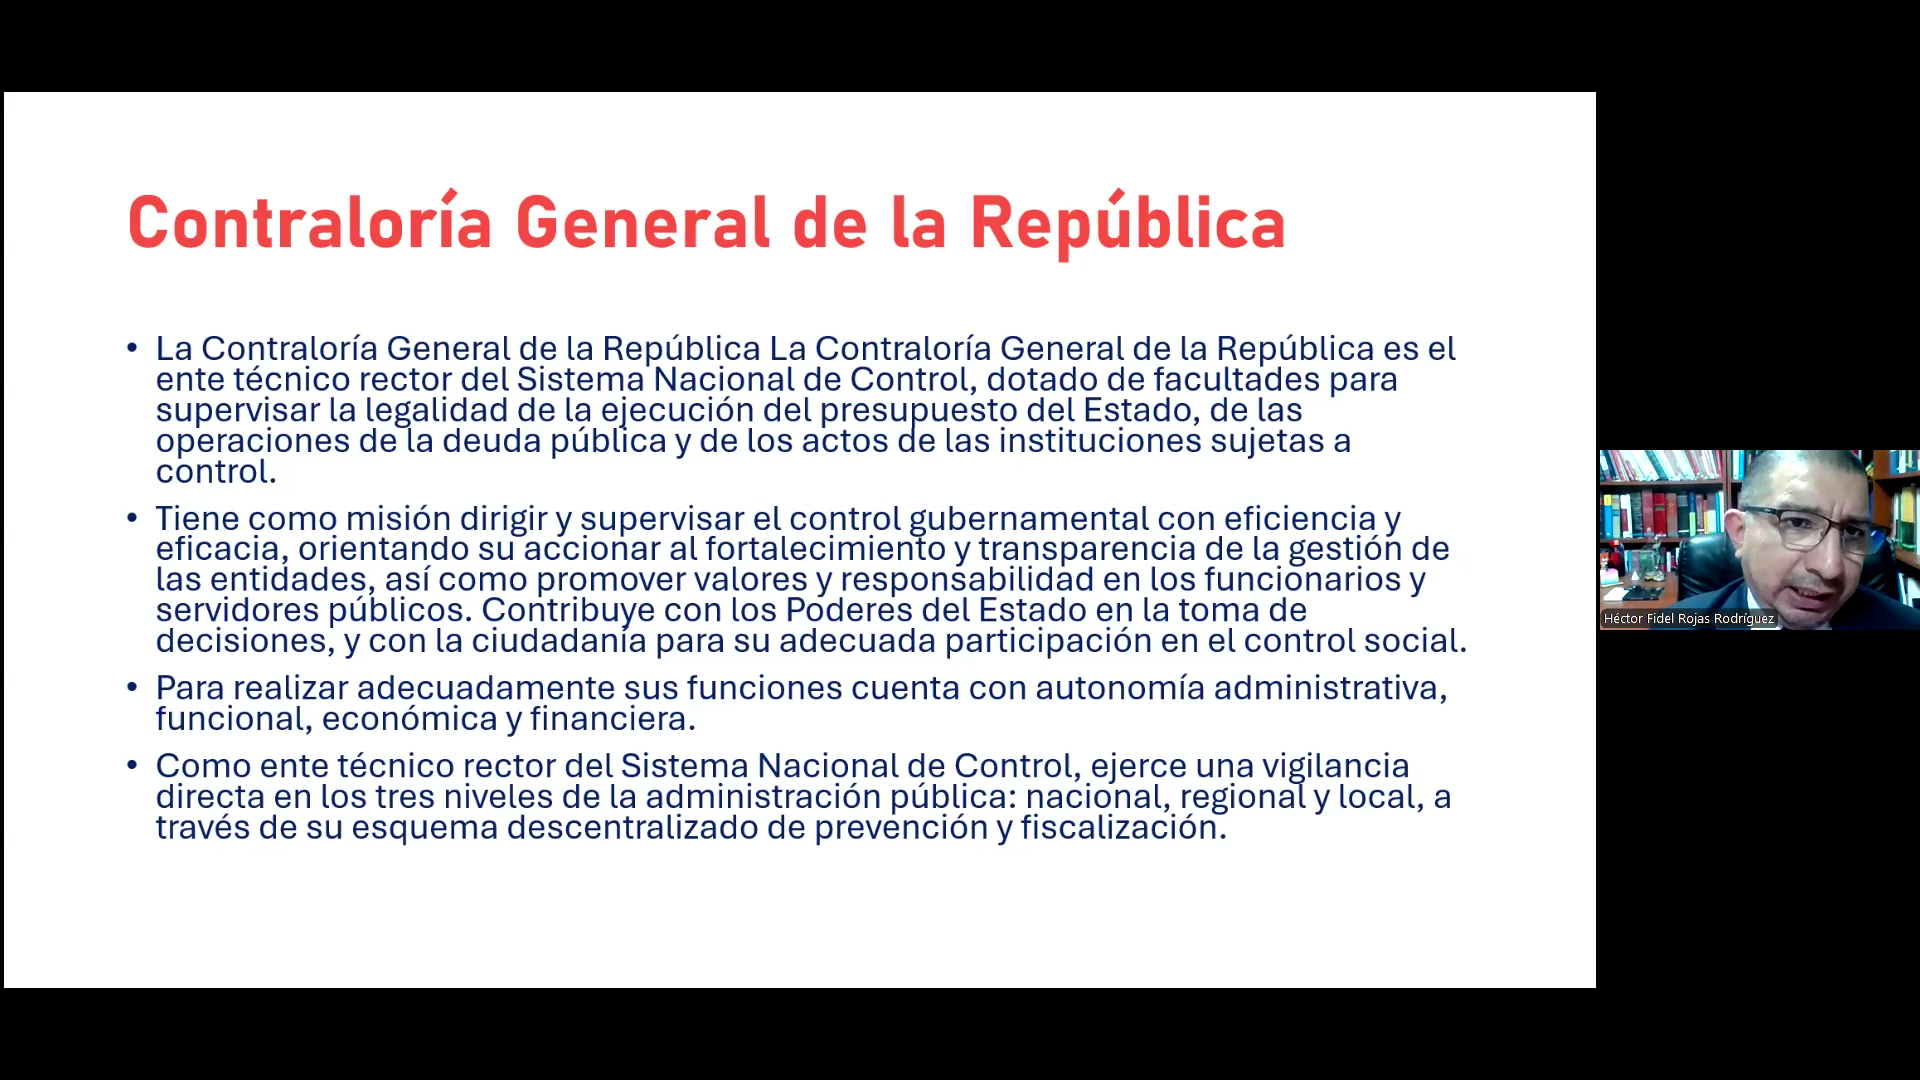 Contraloría General de la República
• La Contraloría General de la República La Contraloría General de la República es el
ente técnico rector del Sistema Nacional de Control, dotado de facultades para
supervisar la legalidad de la ejecución del presupuesto del Estado, de las
operaciones de la deuda pública y de los actos de las instituciones sujetas a
control.
• Tiene como misión dirigir y supervisar el control gubernamental con eficiencia y
eficacia, orientando su accionar al fortalecimiento y transparencia de la gestión de
las entidades, así como promover valores y responsabilidad en los funcionarios y
servidores públicos. Contribuye con los Poderes del Estado en la toma de
decisiones, y con la ciudadanía para su adecuada participación en el control social.
• Para realizar adecuadamente sus funciones cuenta con autonomía administrativa,
funcional, económica y financiera.
• Como ente técnico rector del Sistema Nacional de Control, ejerce una vigilancia
directa en los tres niveles de la administración pública: nacional, regional y local, a
través de su esquema descentralizado de prevención y fiscalización.
Héctor Fidel Rojas Rodríguez